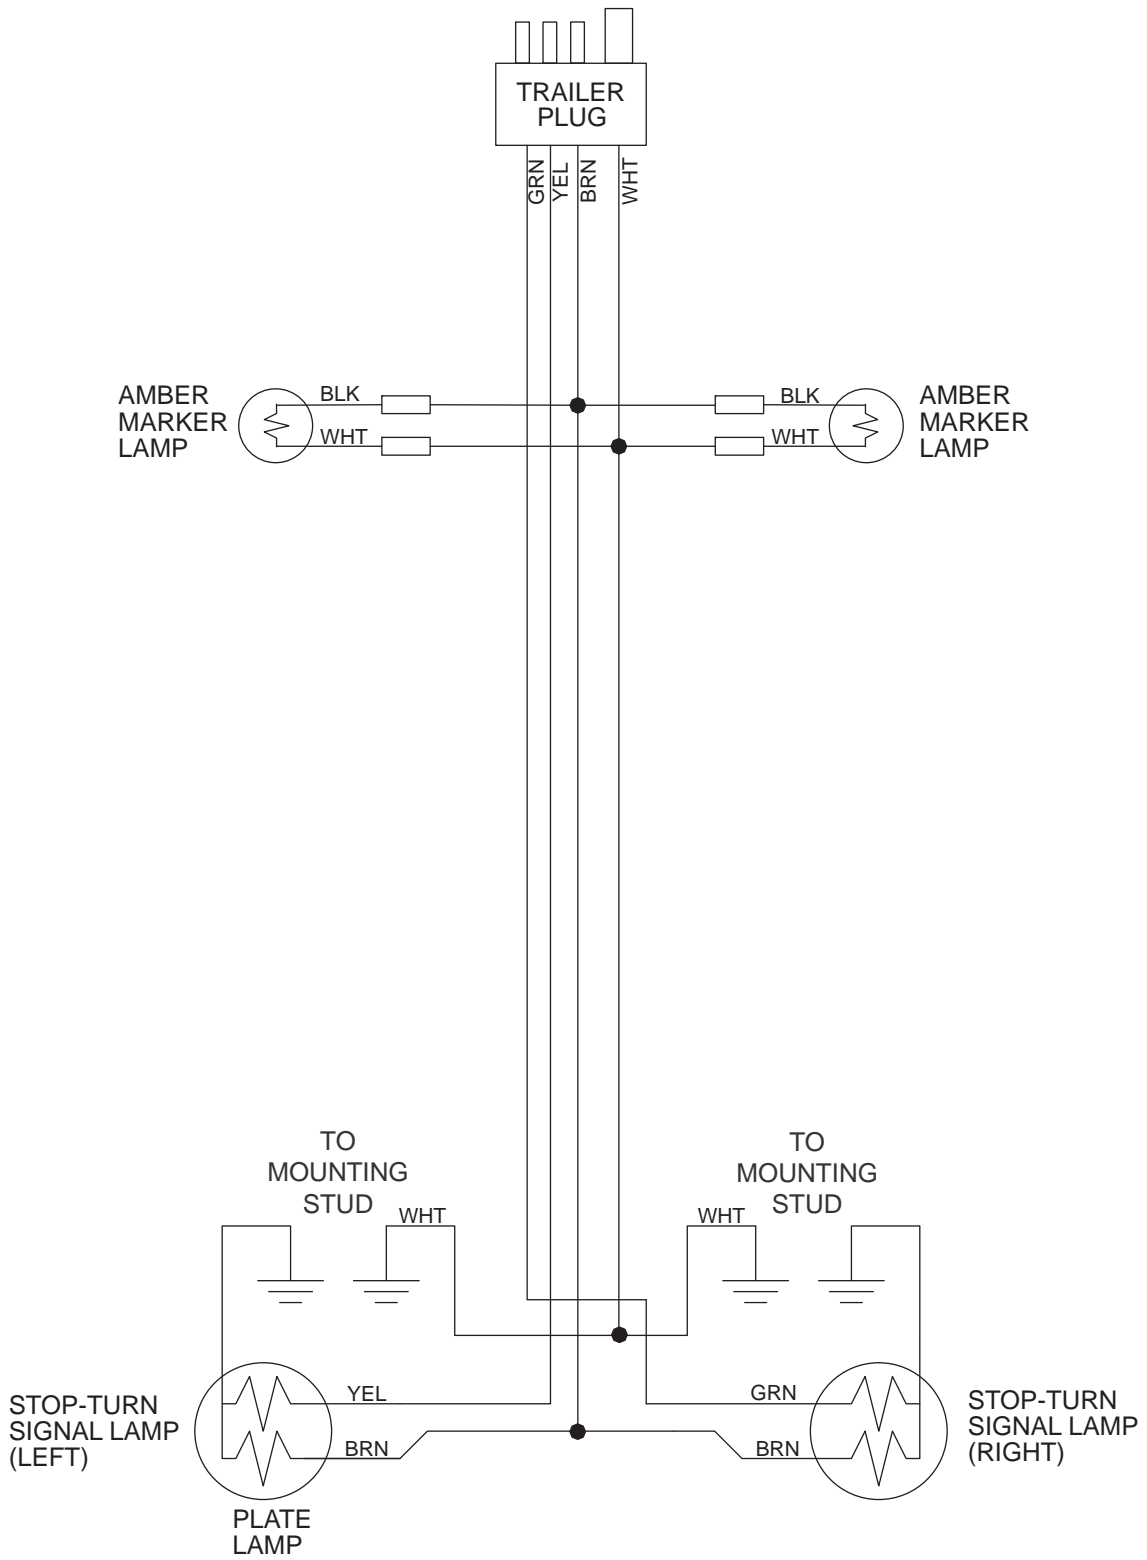 TRAILER
PLUG
GRN
YEL
BRN
WHT
AMBER
MARKER
LAMP
BLK
WHT
BLK
WHT
AMBER
MARKER
LAMP
TO
MOUNTING
STUD
WHT
TO
MOUNTING
STUD
WHT
STOP-TURN
SIGNAL LAMP
(LEFT)
YEL
BRN
GRN
BRN
STOP-TURN
SIGNAL LAMP
(RIGHT)
PLATE
LAMP